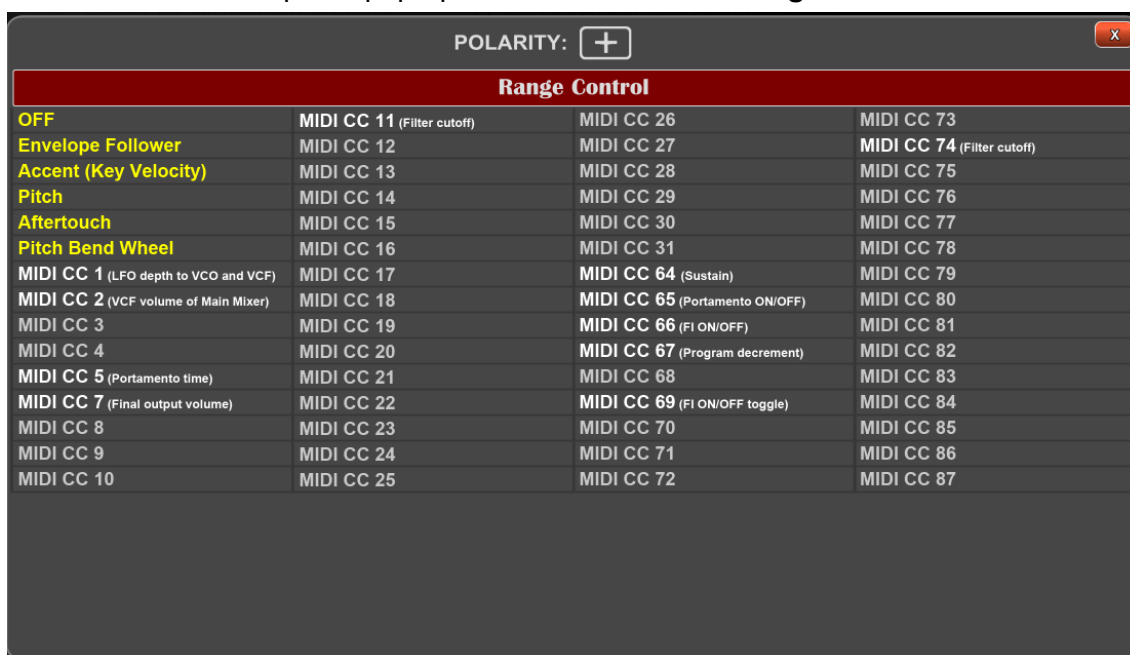 POLARITY: +
X
Range Control
OFF
Envelope Follower
Accent (Key Velocity)
Pitch
Aftertouch
Pitch Bend Wheel
MIDI CC 1 (LFO depth to VCO and VCF)
MIDI CC 2 (VCF volume of Main Mixer)
MIDI CC 3
MIDI CC 4
MIDI CC 5 (Portamento time)
MIDI CC 7 (Final output volume)
MIDI CC 8
MIDI CC 9
MIDI CC 10
MIDI CC 11 (Filter cutoff)
MIDI CC 12
MIDI CC 13
MIDI CC 14
MIDI CC 15
MIDI CC 16
MIDI CC 17
MIDI CC 18
MIDI CC 19
MIDI CC 20
MIDI CC 21
MIDI CC 22
MIDI CC 23
MIDI CC 24
MIDI CC 25
MIDI CC 26
MIDI CC 27
MIDI CC 28
MIDI CC 29
MIDI CC 30
MIDI CC 31
MIDI CC 64 (Sustain)
MIDI CC 65 (Portamento ON/OFF)
MIDI CC 66 (FI ON/OFF)
MIDI CC 67 (Program decrement)
MIDI CC 68
MIDI CC 69 (FI ON/OFF toggle)
MIDI CC 70
MIDI CC 71
MIDI CC 72
MIDI CC 73
MIDI CC 74 (Filter cutoff)
MIDI CC 75
MIDI CC 76
MIDI CC 77
MIDI CC 78
MIDI CC 79
MIDI CC 80
MIDI CC 81
MIDI CC 82
MIDI CC 83
MIDI CC 84
MIDI CC 85
MIDI CC 86
MIDI CC 87